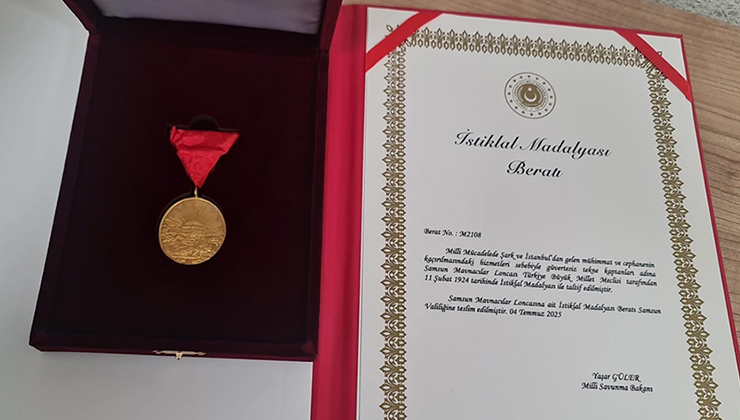 İstiklal Madalyası
Beratı
Berat No. : M2108
Milli Mücadelede Şark ve İstanbul'dan gelen mühimmat ve cephanenin
kaçırılmasındaki hizmetleri sebebiyle güvertesiz tekne kaptanları adına
Samsun Mavnacılar Loncası Türkiye Büyük Millet Meclisi tarafından
11 Şubat 1924 tarihinde İstiklal Madalyası ile taltif edilmiştir.
Samsun Mavnacılar Loncasına ait İstiklal Madalyası Beratı Samsun
Valiliğine teslim edilmiştir. 04 Temmuz 2025
Yaşar GÜLER
Milli Savunma Bakanı